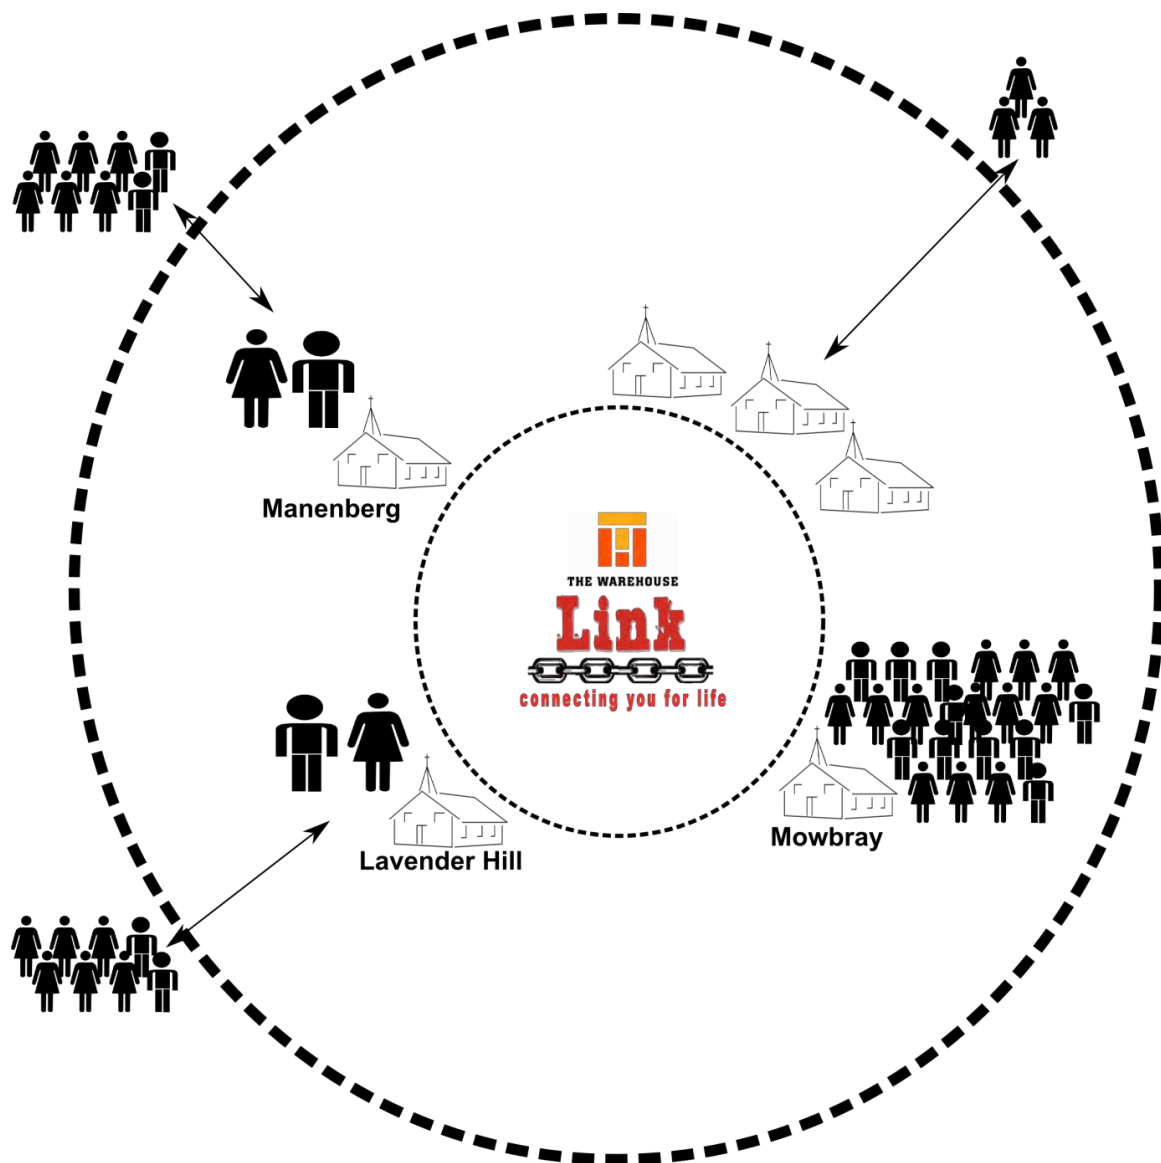 Manenberg
THE WAREHOUSE
Link
connecting you for life
Lavender Hill
Mowbray